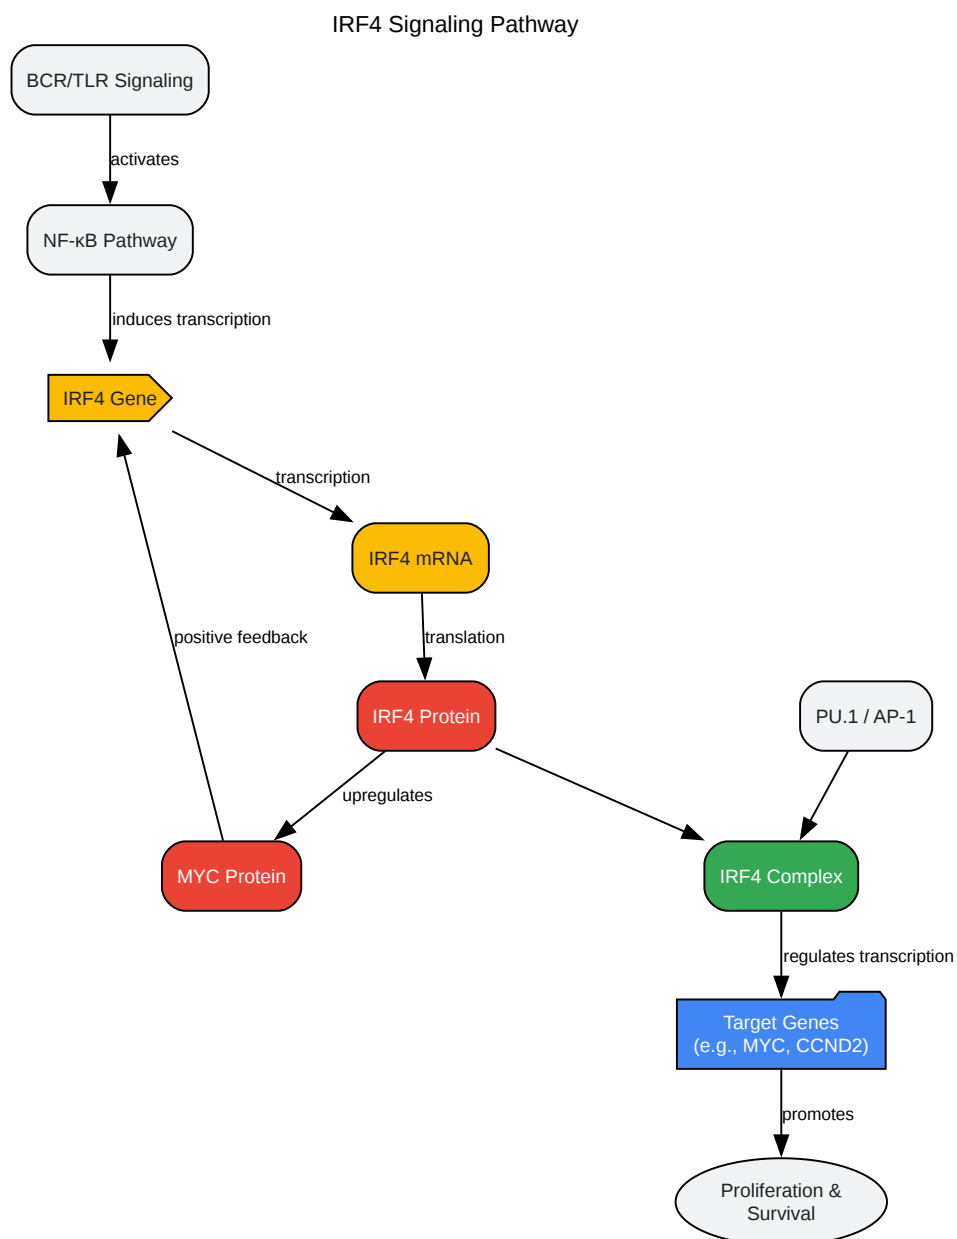 IRF4 Signaling Pathway
BCR/TLR Signaling
activates
NF-κB Pathway
induces transcription
IRF4 Gene
transcription
IRF4 mRNA
positive feedback
translation
IRF4 Protein
PU.1 / AP-1
upregulates
MYC Protein
IRF4 Complex
regulates transcription
Target Genes
(e.g., MYC, CCND2)
promotes
Proliferation &
Survival